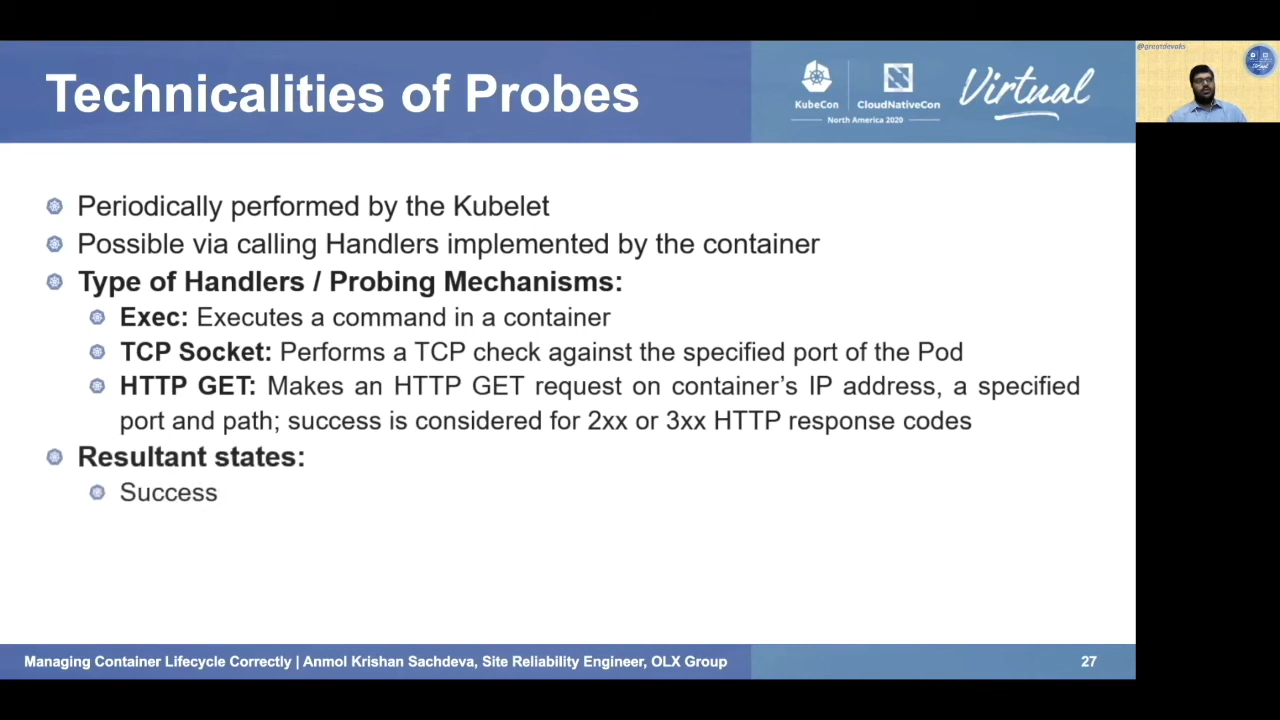 Technicalities of Probes
KubeCon
CloudNativeCon
North America 2020
Virtual
@greatdevaks
Periodically performed by the Kubelet
Possible via calling Handlers implemented by the container
Type of Handlers / Probing Mechanisms:
Exec: Executes a command in a container
TCP Socket: Performs a TCP check against the specified port of the Pod
HTTP GET: Makes an HTTP GET request on container’s IP address, a specified
port and path; success is considered for 2xx or 3xx HTTP response codes
Resultant states:
Success
Managing Container Lifecycle Correctly | Anmol Krishan Sachdeva, Site Reliability Engineer, OLX Group
27